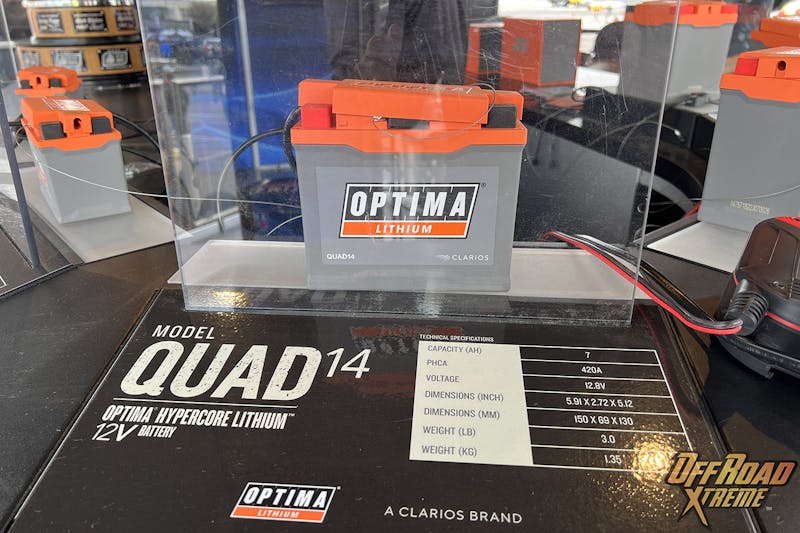 OPTIMA®
LITHIUM
QUAD14
CLARIOS
MODEL
QUAD14
OPTIMA HYPERCORE LITHIUM™
12V BATTERY
TECHNICAL SPECIFICATIONS
CAPACITY (AH) 7
PHCA 420A
VOLTAGE 12.8V
DIMENSIONS (INCH) 5.91 X 2.72 X 5.12
DIMENSIONS (MM) 150 X 69 X 130
WEIGHT (LB) 3.0
WEIGHT (KG) 1.35
OPTIMA®
LITHIUM
A CLARIOS BRAND
OFFROAD
XTREME™